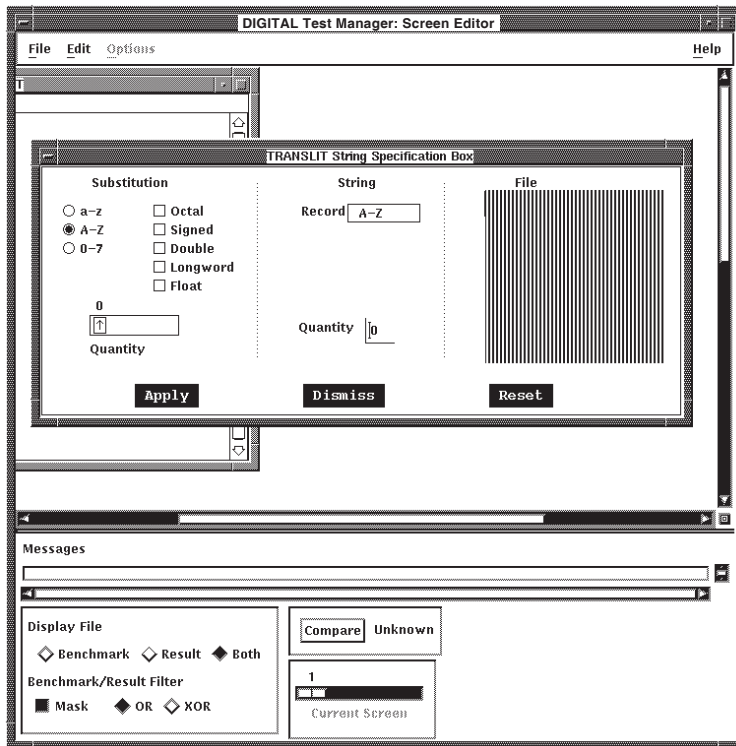 DIGITAL Test Manager: Screen Editor
File Edit Options Help
T
TRANSLIT String Specification Box
Substitution String File
a-z Octal Record A-Z
A-Z Signed
0-7 Double
Longword
Float
0
Quantity 0
Quantity
Apply Dismiss Reset
Messages
Display File
Benchmark Result Both
Benchmark/Result Filter
Mask OR XOR
Compare Unknown
1
Current Screen